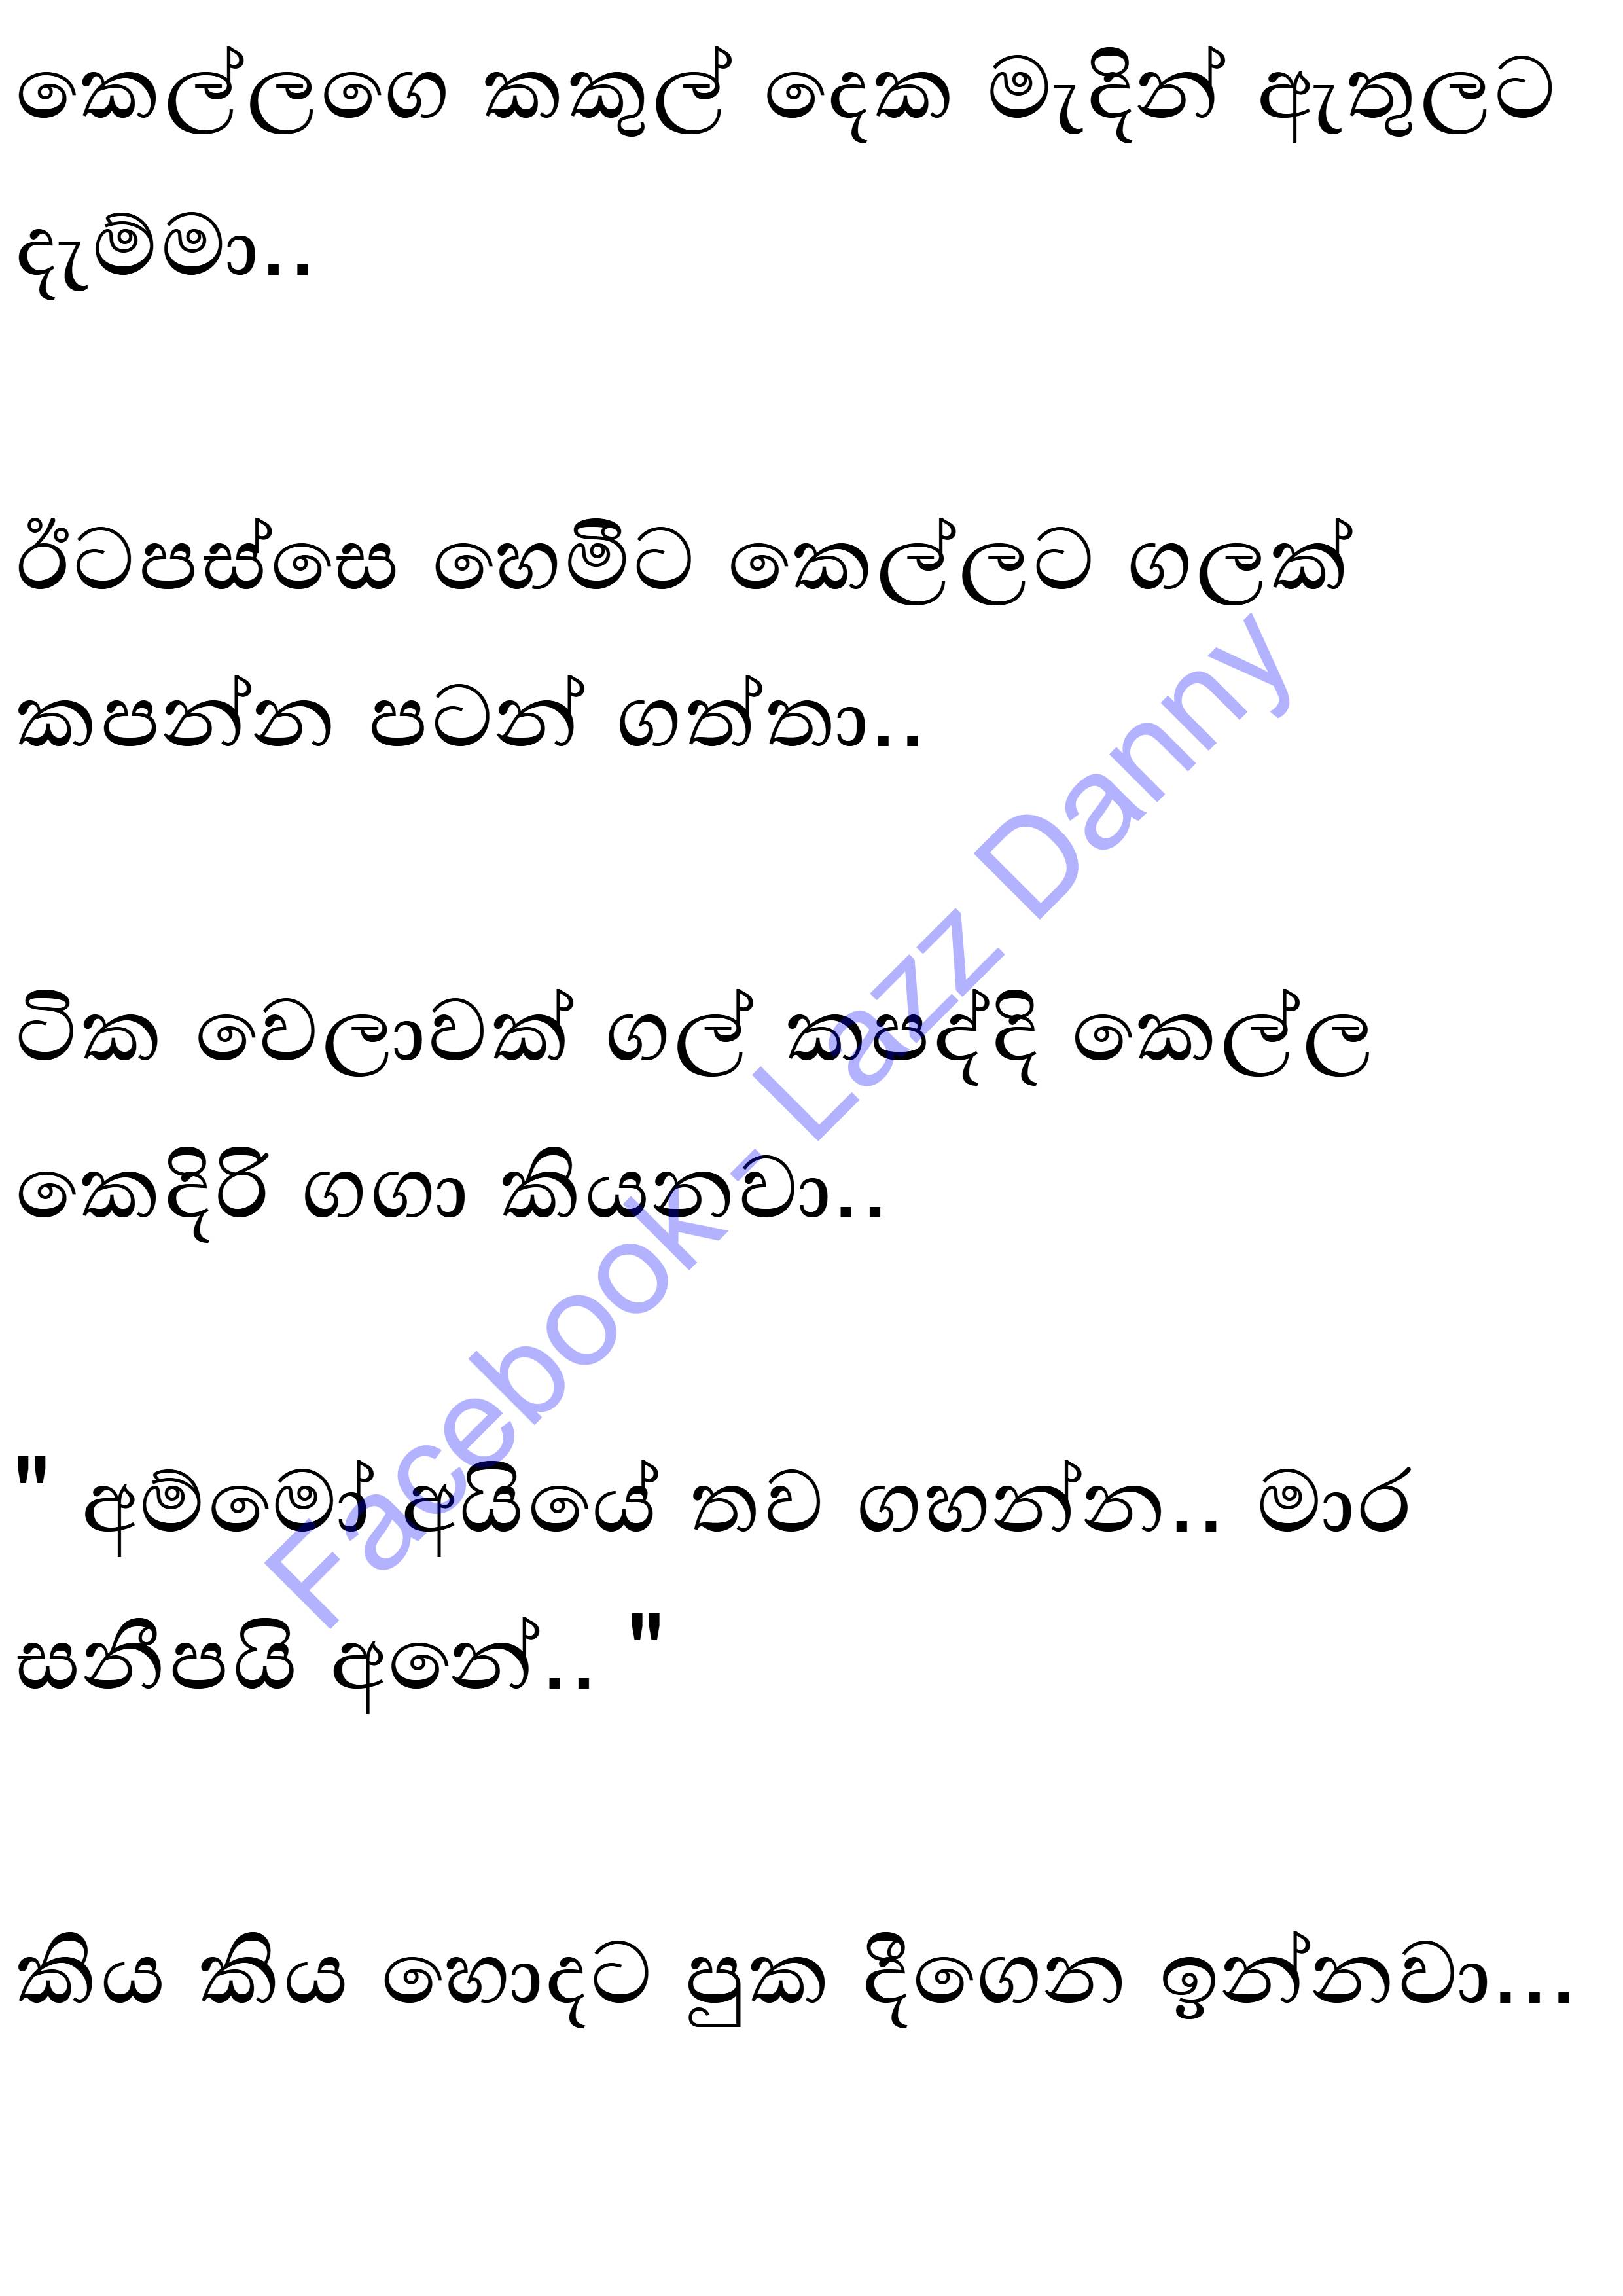 කෙල්ලගෙ කකුල් දෙක මැදින් ඇතුලට
දැම්මා..
ඊටපස්සෙ හෙමීට කෙල්ලට ගලක්
කපන්න පටන් ගත්තා..
ටික වෙලාවක් ගල් කපද්දි කෙල්ල
කෙදිරි ගගා කියනවා..
" අම්මෝ අයියේ තව ගහන්න.. මාර
සනීපයි අනේ.. "
කිය කිය හොදට පුක දීගෙන ඉන්නවා...
Facebook - Lazz Danny